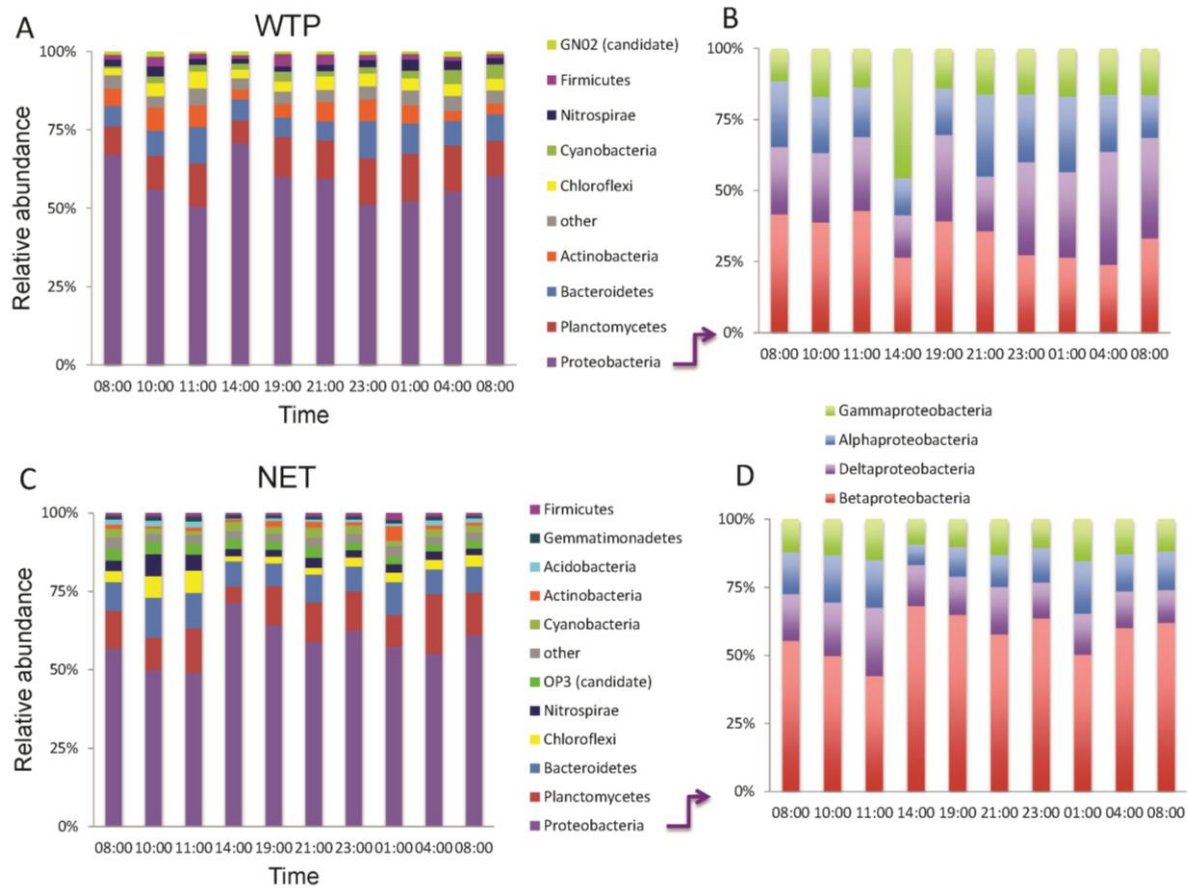 A
WTP
Relative abundance
100%
75%
50%
25%
0%
08:00 10:00 11:00 14:00 19:00 21:00 23:00 01:00 04:00 08:00
Time
GN02 (candidate)
Firmicutes
Nitrospirae
Cyanobacteria
Chloroflexi
other
Actinobacteria
Bacteroidetes
Planctomycetes
Proteobacteria
B
100%
75%
50%
25%
0%
08:00 10:00 11:00 14:00 19:00 21:00 23:00 01:00 04:00 08:00
Gammaproteobacteria
Alphaproteobacteria
Deltaproteobacteria
Betaproteobacteria
C
NET
Relative abundance
100%
75%
50%
25%
0%
08:00 10:00 11:00 14:00 19:00 21:00 23:00 01:00 04:00 08:00
Time
Firmicutes
Gemmatimonadetes
Acidobacteria
Actinobacteria
Cyanobacteria
other
OP3 (candidate)
Nitrospirae
Chloroflexi
Bacteroidetes
Planctomycetes
Proteobacteria
D
100%
75%
50%
25%
0%
08:00 10:00 11:00 14:00 19:00 21:00 23:00 01:00 04:00 08:00